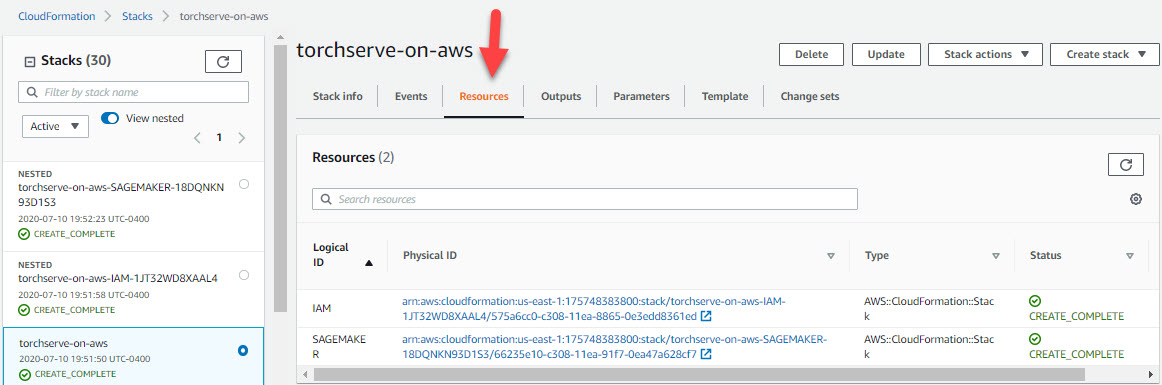 CloudFormation > Stacks > torchserve-on-aws
Stacks (30)
Filter by stack name
Active
View nested
1
NESTED
torchserve-on-aws-SAGEMAKER-18DQNKN
93D1S3
2020-07-10 19:52:23 UTC-0400
CREATE_COMPLETE
NESTED
torchserve-on-aws-IAM-1JT32WD8XAAL4
2020-07-10 19:51:58 UTC-0400
CREATE_COMPLETE
torchserve-on-aws
2020-07-10 19:51:50 UTC-0400
CREATE_COMPLETE
torchserve-on-aws
Delete
Update
Stack actions
Create stack
Stack info
Events
Resources
Outputs
Parameters
Template
Change sets
Resources (2)
Search resources
Logical
ID
Physical ID
Type
Status
IAM
arn:aws:cloudformation:us-east-1:175748383800:stack/torchserve-on-aws-IAM-
1JT32WD8XAAL4/575a6cc0-c308-11ea-8865-0e3edd8361ed
AWS::CloudFormation::Stac
k
CREATE_COMPLETE
SAGEMAKE
R
arn:aws:cloudformation:us-east-1:175748383800:stack/torchserve-on-aws-SAGEMAKER-
18DQNKN93D1S3/66235e10-c308-11ea-91f7-0ea47a628cf7
AWS::CloudFormation::Stac
k
CREATE_COMPLETE